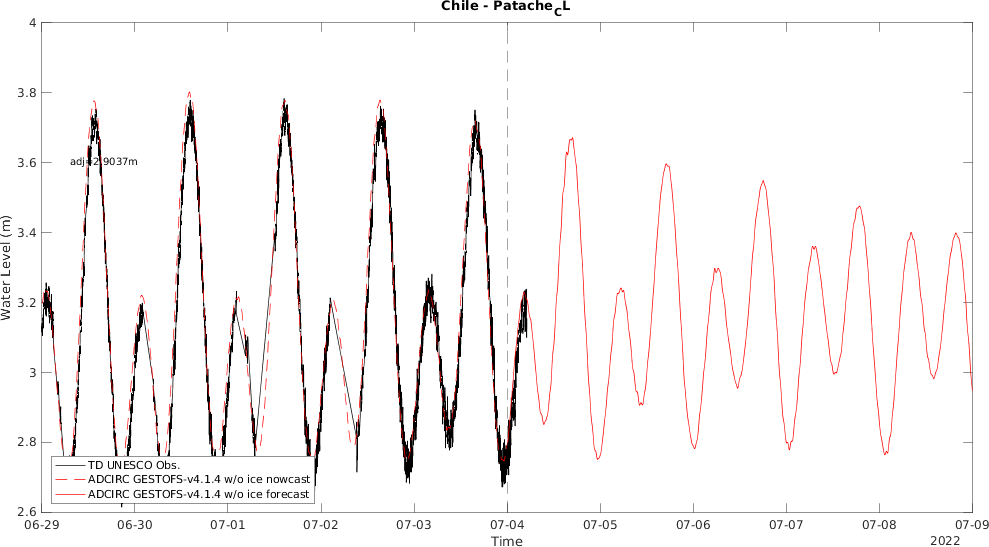 Chile - Patache_CL
4
3.8
3.6
3.4
3.2
3
2.8
2.6
Water Level (m)
adj=2.9037m
TD UNESCO Obs.
ADCIRC GESTOFS-v4.1.4 w/o ice nowcast
ADCIRC GESTOFS-v4.1.4 w/o ice forecast
06-29 06-30 07-01 07-02 07-03 07-04 07-05 07-06 07-07 07-08 07-09
Time
2022